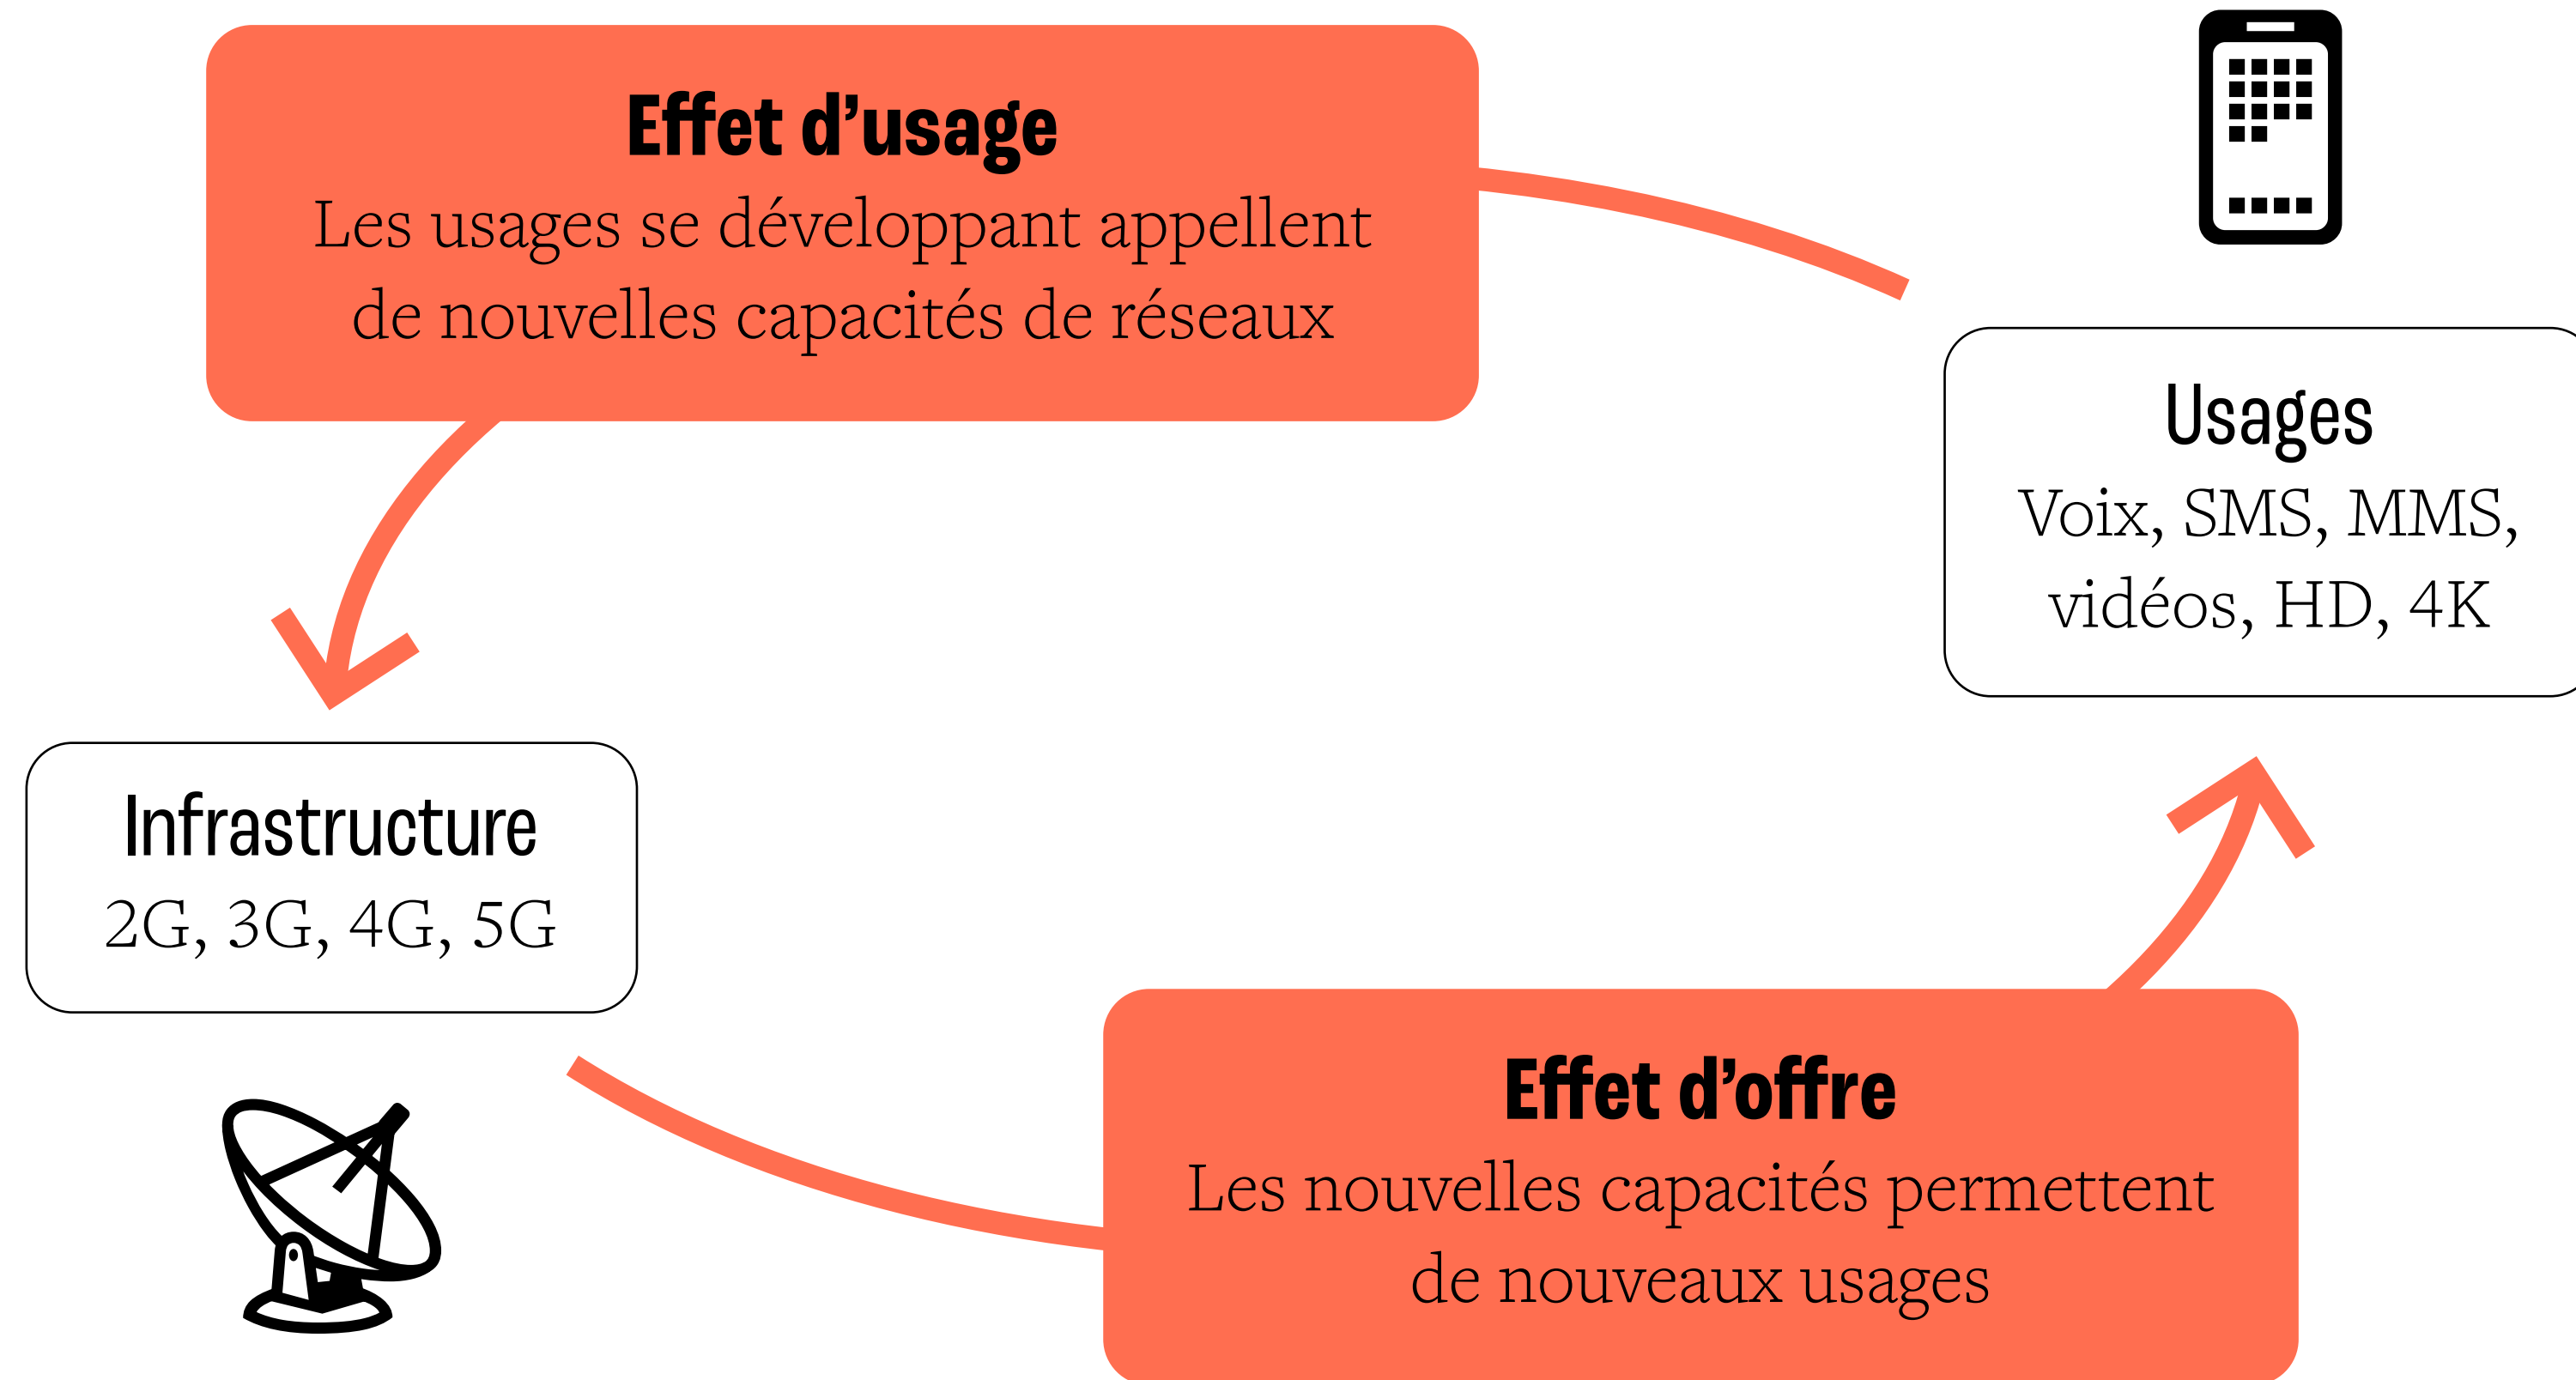 Effet d’usage
Les usages se développant appellent
de nouvelles capacités de réseaux
Usages
Voix, SMS, MMS,
vidéos, HD, 4K
Infrastructure
2G, 3G, 4G, 5G
Effet d’offre
Les nouvelles capacités permettent
de nouveaux usages